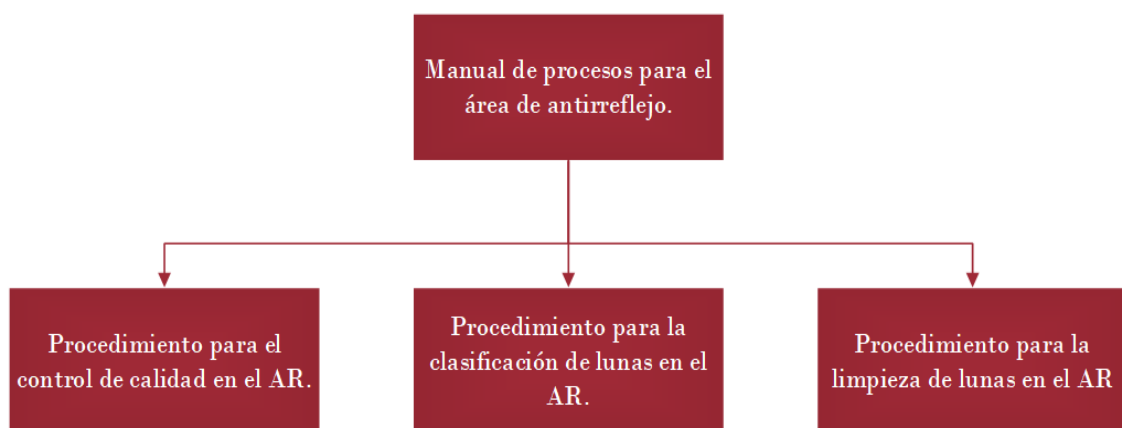 Manual de procesos para el
área de antirreflejo.
Procedimiento para el
control de calidad en el AR.
Procedimiento para la
clasificación de lunas en el
AR.
Procedimiento para la
limpieza de lunas en el AR